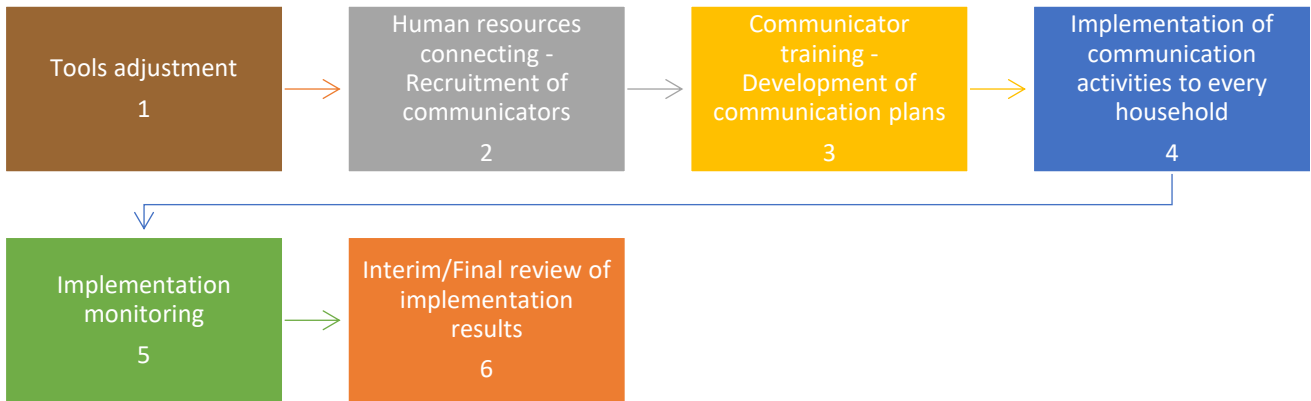 Tools adjustment
1
Human resources
connecting -
Recruitment of
communicators
2
Communicator
training -
Development of
communication plans
3
Implementation of
communication
activities to every
household
4
Implementation
monitoring
5
Interim/Final review of
implementation
results
6